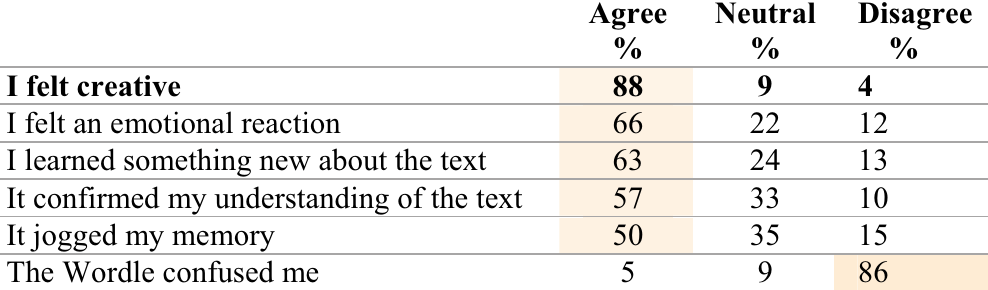 Agree Neutral Disagree
% % %
I felt creative 88 9 4
I felt an emotional reaction 66 22 12
I learned something new about the text 63 24 13
It confirmed my understanding of the text 57 33 10
It jogged my memory 50 35 15
The Wordle confused me 5 9 86